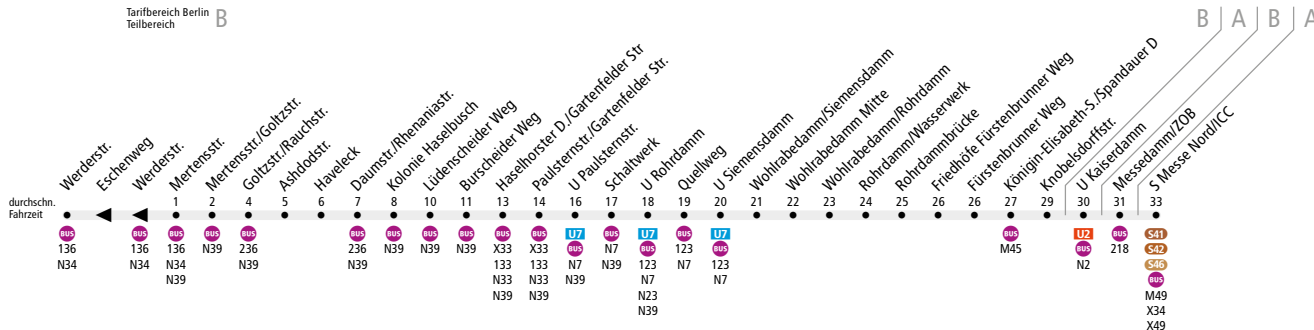 Tarifbereich Berlin
Teilbereich
B
B A B A
Werderstr.
Eschenweg
Werderstr.
Mertensstr.
Mertensstr./Goltzstr.
Goltzstr./Rauchstr.
Ashdodstr.
Haveleck
Daumstr./Rhenaniastr.
Kolonie Haselbusch
Lüdenscheider Weg
Burscheider Weg
Haselhorster D./Gartenfelder Str
Paulsternstr./Gartenfelder Str.
U Paulsternstr.
Schaltwerk
U Rohrdamm
Quellweg
U Siemensdamm
Wohlrabedamm/Siemensdamm
Wohlrabedamm Mitte
Wohlrabedamm/Rohrdamm
Rohrdamm/Wasserwerk
Rohrdammbrücke
Friedhöfe Fürstenbrunner Weg
Fürstenbrunner Weg
Königin-Elisabeth-S./Spandauer D
Knobelsdorffstr.
U Kaiserdamm
Messedamm/ZOB
S Messe Nord/ICC
durchschn.
Fahrzeit
1 2 4 5 6 7 8 10 11 13 14 16 17 18 19 20 21 22 23 24 25 26 26 27 29 30 31 33
BUS
136
N34
BUS
136
N34
BUS
136
N34
N39
BUS
N39
BUS
236
N39
BUS
236
N39
BUS
N39
BUS
N39
BUS
N39
BUS
X33
133
N33
N39
BUS
X33
133
N33
N39
U7
BUS
N7
N39
BUS
N7
N39
U7
BUS
123
N7
N23
N39
BUS
123
N7
U7
BUS
123
N7
BUS
M45
U2
BUS
N2
BUS
218
S41
S42
S46
BUS
M49
X34
X49